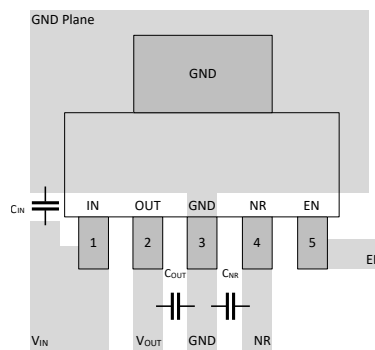 GND Plane
GND
CIN
IN OUT GND NR EN
1 2 3 4 5
EN
COUT CNR
VIN VOUT GND NR